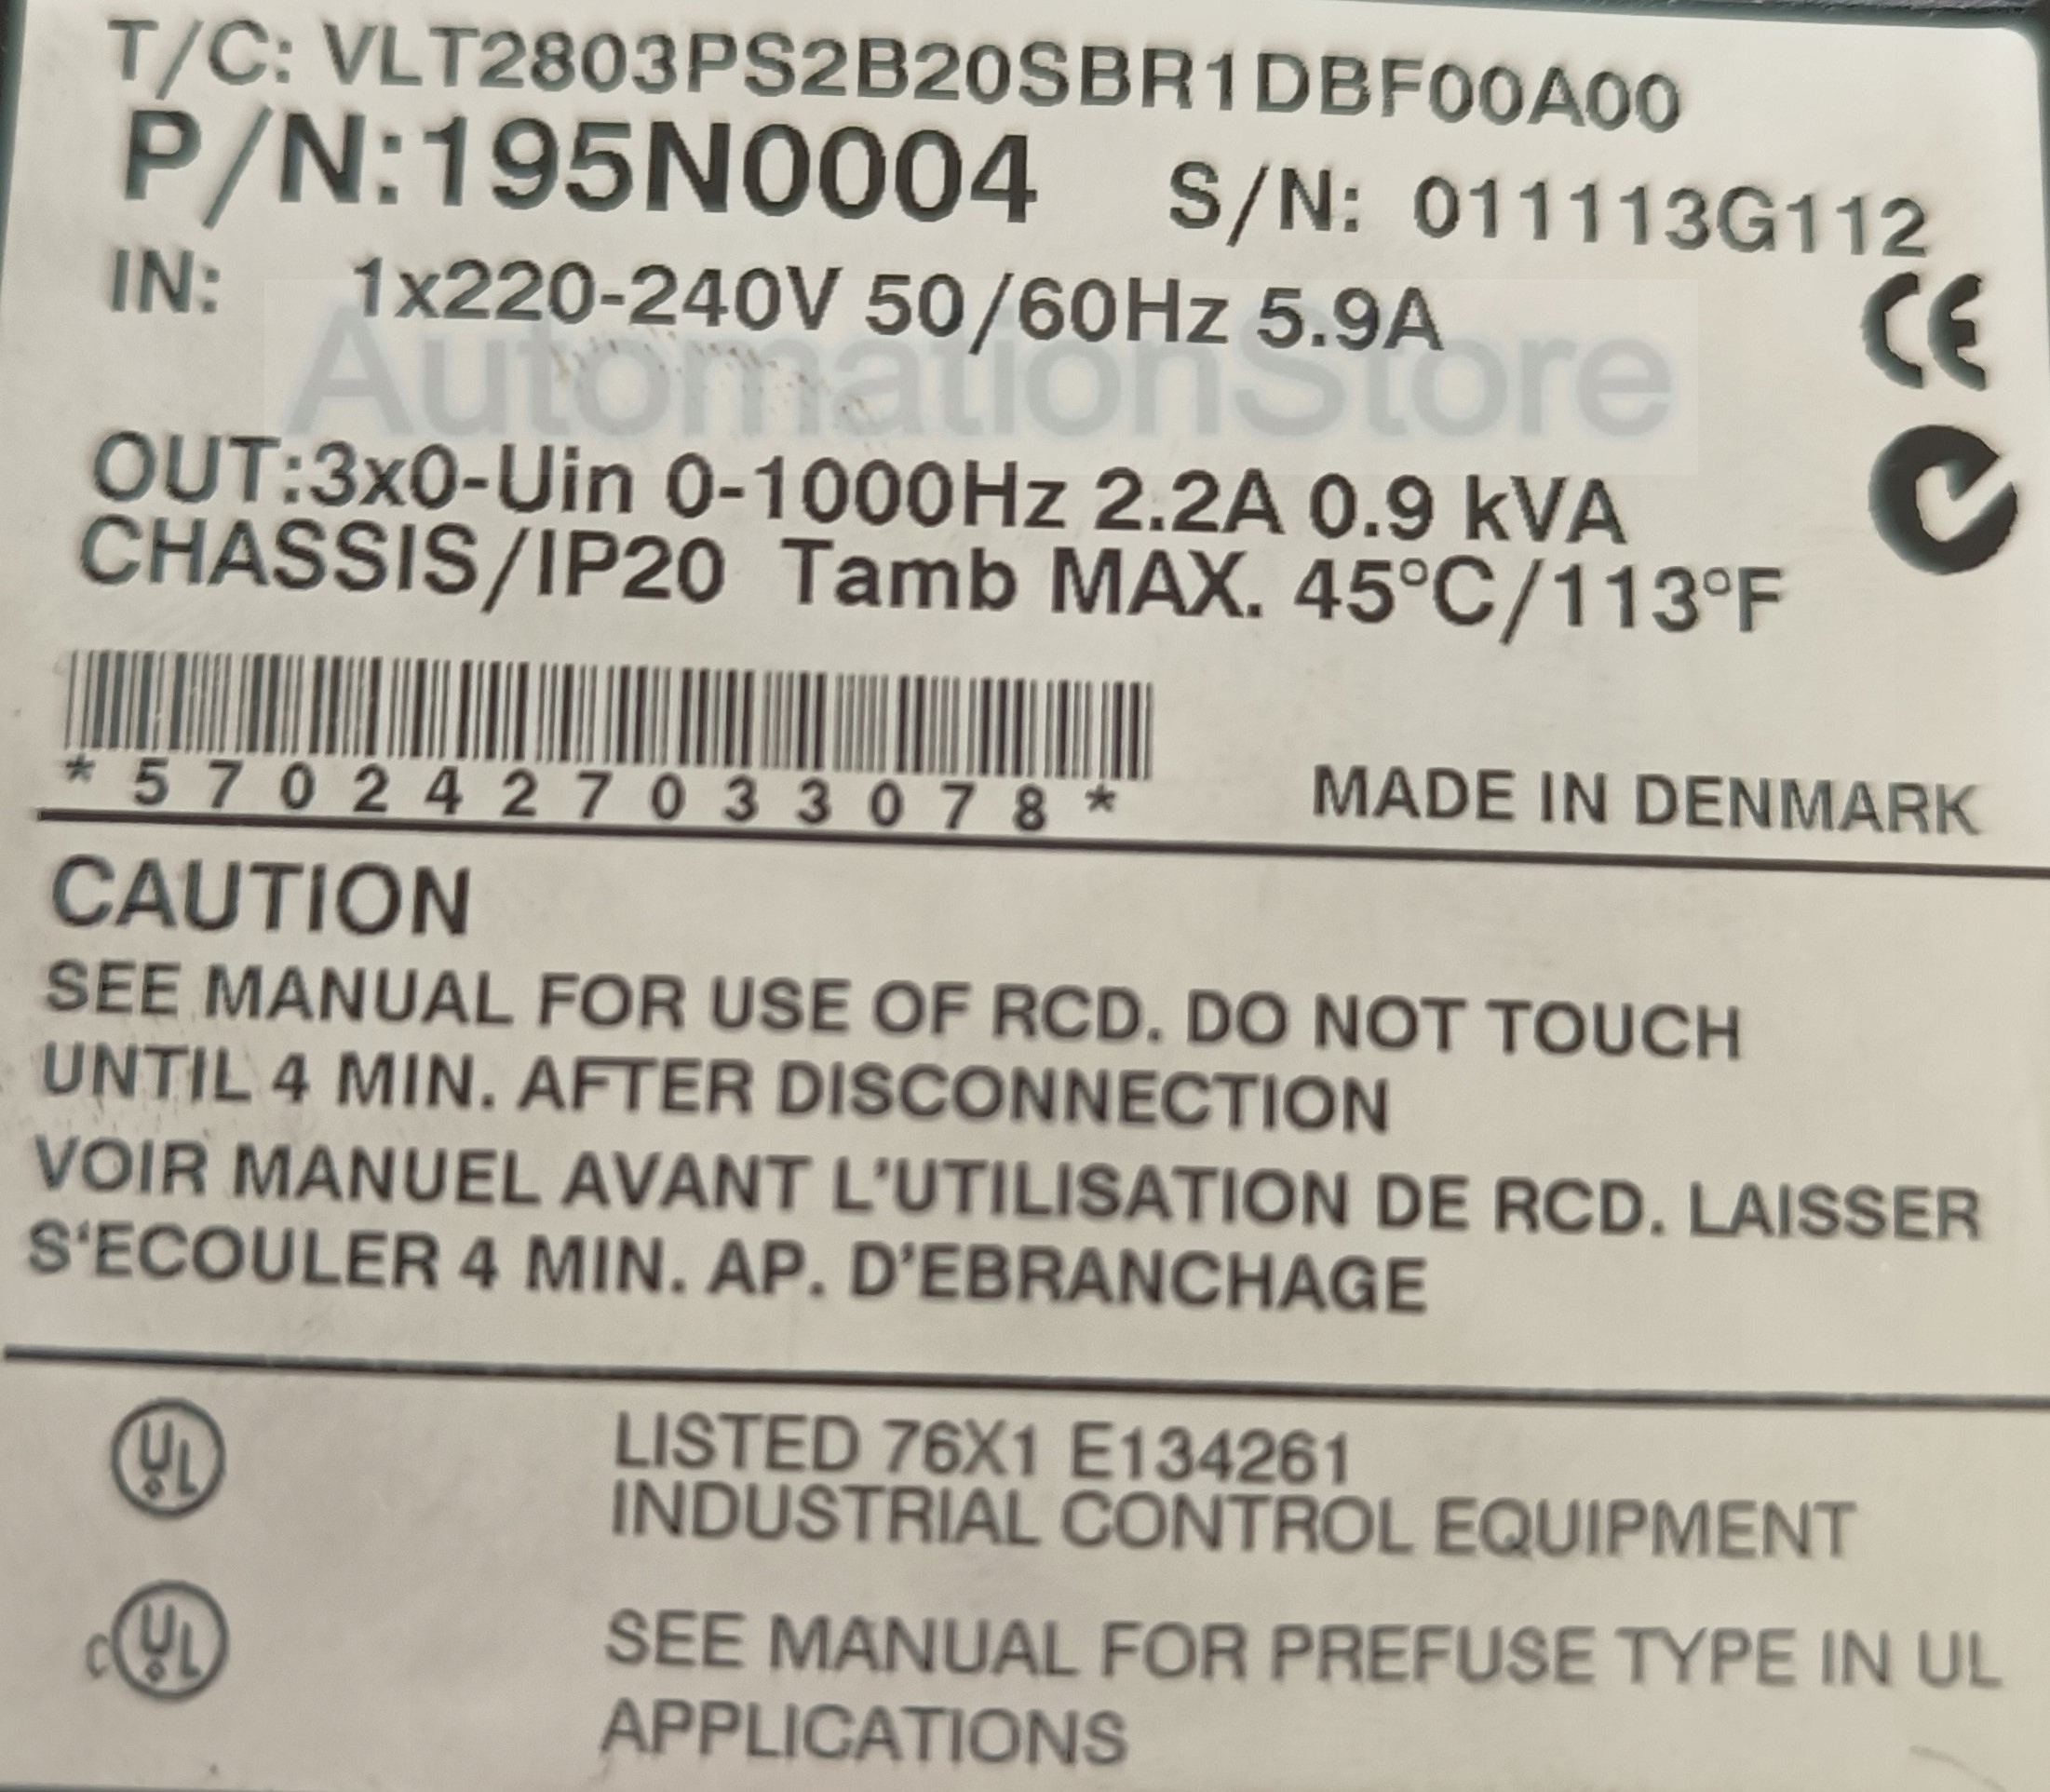 T/C: VLT2803PS2B20SBR1DBF00A00
P/N:195N0004 S/N: 011113G112
IN: 1x220-240V 50/60Hz 5.9A
CE
AutomationStore
OUT:3x0-Uin 0-1000Hz 2.2A 0.9 kVA
CHASSIS/IP20 Tamb MAX. 45°C/113°F
*5702427033078*
MADE IN DENMARK
CAUTION
SEE MANUAL FOR USE OF RCD. DO NOT TOUCH
UNTIL 4 MIN. AFTER DISCONNECTION
VOIR MANUEL AVANT L'UTILISATION DE RCD. LAISSER
S'ECOULER 4 MIN. AP. D'EBRANCHAGE
UL
LISTED 76X1 E134261
INDUSTRIAL CONTROL EQUIPMENT
c UL
SEE MANUAL FOR PREFUSE TYPE IN UL
APPLICATIONS